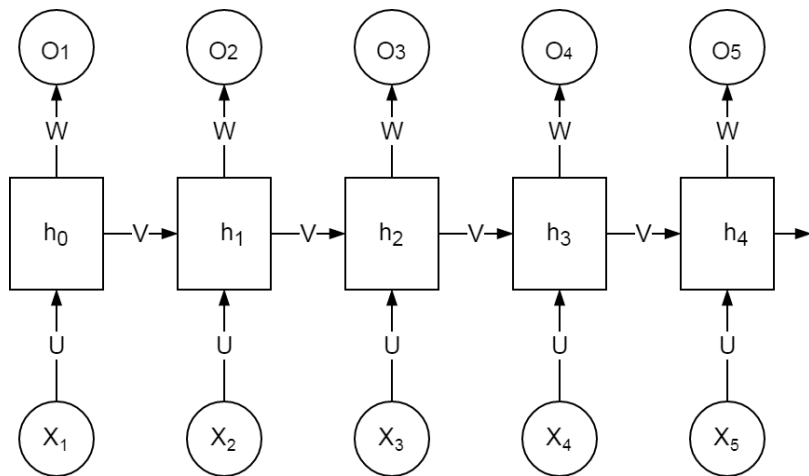 O1 O2 O3 O4 O5
W W W W W
h₀ V h₁ V h₂ V h₃ V h₄
U U U U U
X₁ X₂ X₃ X₄ X₅